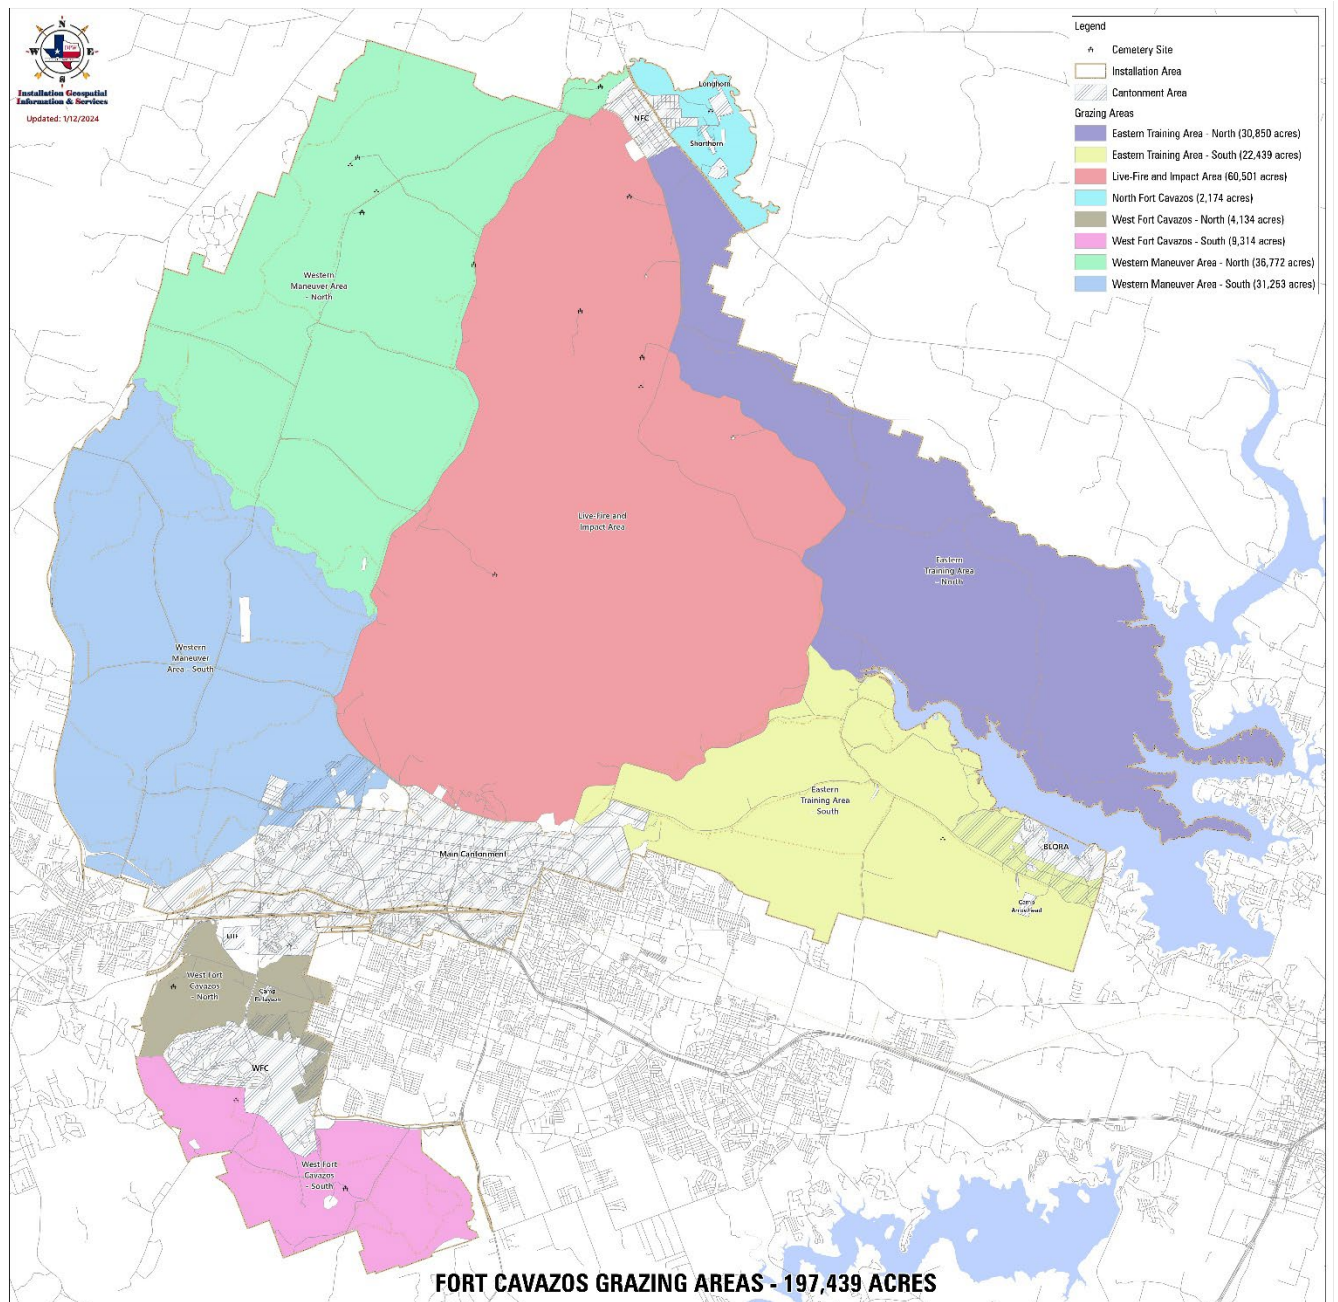 N
W
E
S
DPW
Installation Geospatial
Information & Services
Updated: 1/12/2024
Legend
Cemetery Site
Installation Area
Cantonment Area
Grazing Areas
Eastern Training Area - North (30,850 acres)
Eastern Training Area - South (22,439 acres)
Live-Fire and Impact Area (60,501 acres)
North Fort Cavazos (2,174 acres)
West Fort Cavazos - North (4,134 acres)
West Fort Cavazos - South (9,314 acres)
Western Maneuver Area - North (36,772 acres)
Western Maneuver Area - South (31,253 acres)
Longhorn
NFC
Shorthorn
Western
Maneuver Area
- North
Live-Fire and
Impact Area
Eastern
Training Area
- North
Western
Maneuver
Area - South
Eastern
Training Area
South
Main Cantonment
BLORA
Camp
Arrowhead
West Fort
Cavazos
- North
Camp
Finlayson
WFC
West Fort
Cavazos
- South
FORT CAVAZOS GRAZING AREAS - 197,439 ACRES